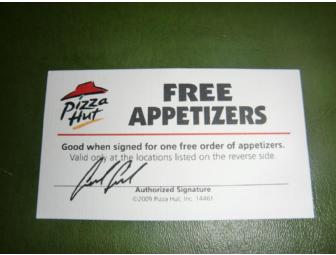 Pizza
Hut
FREE
APPETIZERS
Good when signed for one free order of appetizers.
Valid only at the locations listed on the reverse side.
Authorized Signature
©2009 Pizza Hut, Inc. 14461